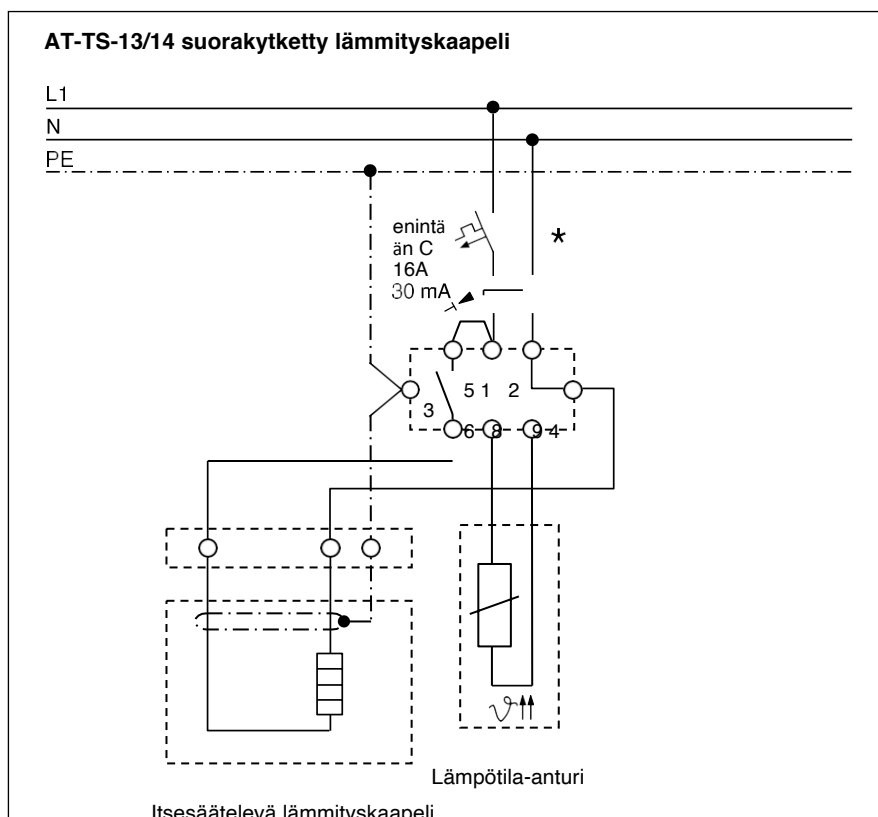 AT-TS-13/14 suorakytketty lämmityskaapeli
L1
N
PE
enintä
än C
16A
30 mA
*
5 1 2
3
6 8 9 4
ϑ
Lämpötila-anturi
Itsesäätelevä lämmityskaapeli